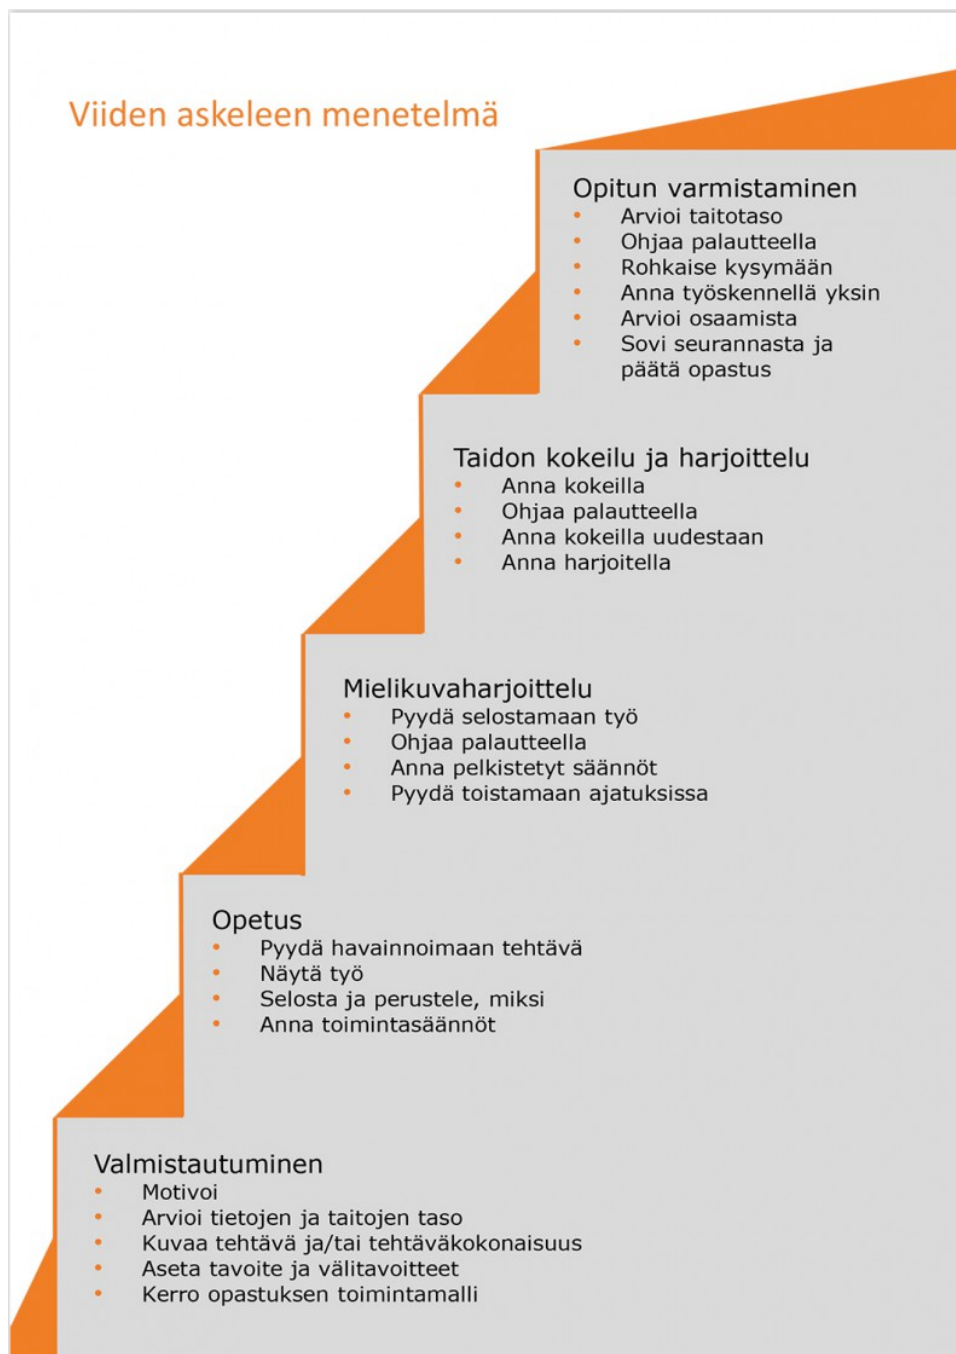 Viiden askeleen menetelmä
Opitun varmistaminen
• Arvioi taitotaso
• Ohjaa palautteella
• Rohkaise kysymään
• Anna työskennellä yksin
• Arvioi osaamista
• Sovi seurannasta ja
päätä opastus
Taidon kokeilu ja harjoittelu
• Anna kokeilla
• Ohjaa palautteella
• Anna kokeilla uudestaan
• Anna harjoitella
Mielikuvaharjoittelu
• Pyydä selostamaan työ
• Ohjaa palautteella
• Anna pelkistetyt säännöt
• Pyydä toistamaan ajatuksissa
Opetus
• Pyydä havainnoimaan tehtävä
• Näytä työ
• Selosta ja perustele, miksi
• Anna toimintasäännöt
Valmistautuminen
• Motivoi
• Arvioi tietojen ja taitojen taso
• Kuvaa tehtävä ja/tai tehtäväkokonaisuus
• Aseta tavoite ja välitavoitteet
• Kerro opastuksen toimintamalli